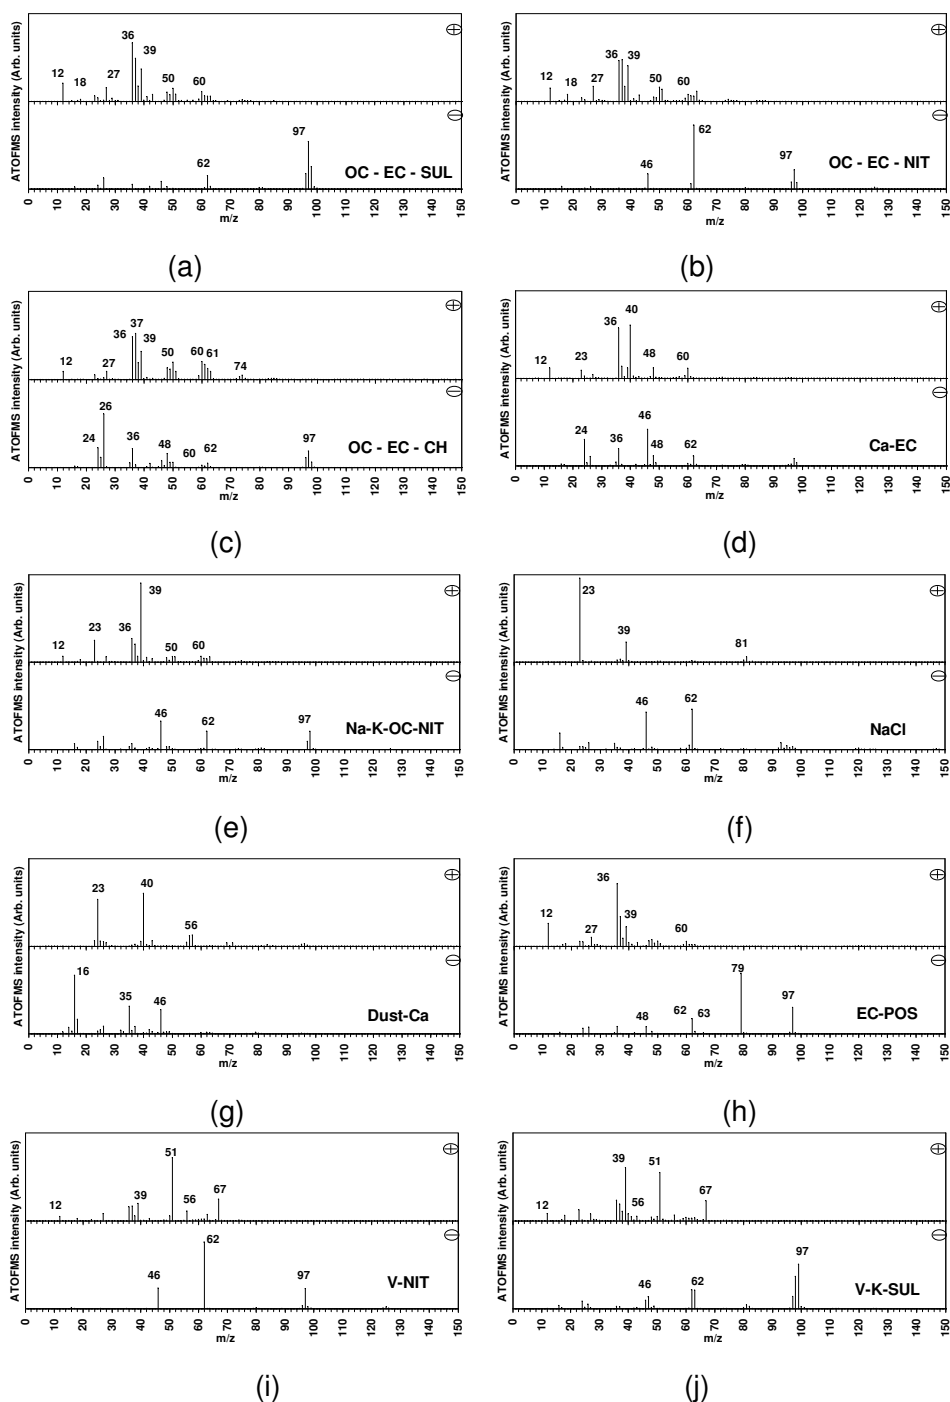 ATOFMS intensity (Arb. units)
36
39
12 18 27 50 60
97
62
OC - EC - SUL
0 10 20 30 40 50 60 70 80 90 100 110 120 130 140 150
m/z
(a)
ATOFMS intensity (Arb. units)
36 39
12 18 27 50 60
62
46 97
OC - EC - NIT
0 10 20 30 40 50 60 70 80 90 100 110 120 130 140 150
m/z
(b)
ATOFMS intensity (Arb. units)
37
36 39
12 27 50 60 61 74
26
24 36 48 60 62 97
OC - EC - CH
0 10 20 30 40 50 60 70 80 90 100 110 120 130 140 150
m/z
(c)
ATOFMS intensity (Arb. units)
40
36
12 23 48 60
46
24 36 48 62
Ca-EC
0 10 20 30 40 50 60 70 80 90 100 110 120 130 140 150
m/z
(d)
ATOFMS intensity (Arb. units)
39
23 36
12 50 60
46 62 97
Na-K-OC-NIT
0 10 20 30 40 50 60 70 80 90 100 110 120 130 140 150
m/z
(e)
ATOFMS intensity (Arb. units)
23
39
81
46 62
NaCl
0 10 20 30 40 50 60 70 80 90 100 110 120 130 140 150
m/z
(f)
ATOFMS intensity (Arb. units)
23 40
56
16
35 46
Dust-Ca
0 10 20 30 40 50 60 70 80 90 100 110 120 130 140 150
m/z
(g)
ATOFMS intensity (Arb. units)
36
12 27 39 60
79
48 62 63 97
EC-POS
0 10 20 30 40 50 60 70 80 90 100 110 120 130 140 150
m/z
(h)
ATOFMS intensity (Arb. units)
51
12 39 56 67
62
46 97
V-NIT
0 10 20 30 40 50 60 70 80 90 100 110 120 130 140 150
m/z
(i)
ATOFMS intensity (Arb. units)
39 51
12 56 67
97
46 62
V-K-SUL
0 10 20 30 40 50 60 70 80 90 100 110 120 130 140 150
m/z
(j)